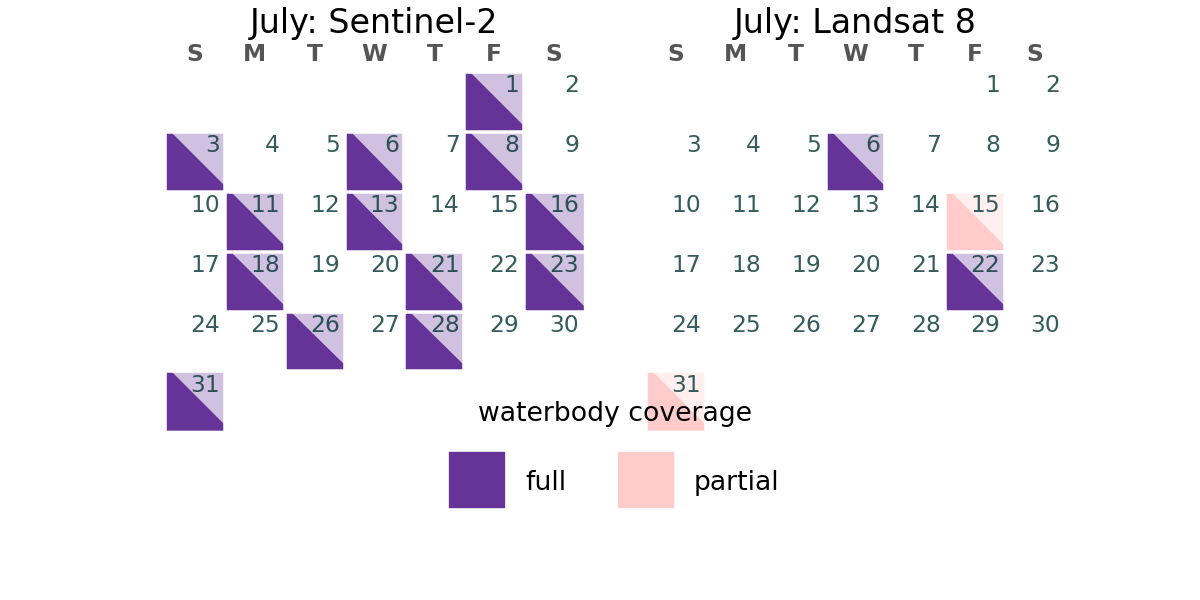 July: Sentinel-2
S M T W T F S
1 2
3 4 5 6 7 8 9
10 11 12 13 14 15 16
17 18 19 20 21 22 23
24 25 26 27 28 29 30
31
July: Landsat 8
S M T W T F S
1 2
3 4 5 6 7 8 9
10 11 12 13 14 15 16
17 18 19 20 21 22 23
24 25 26 27 28 29 30
31
waterbody coverage
full
partial